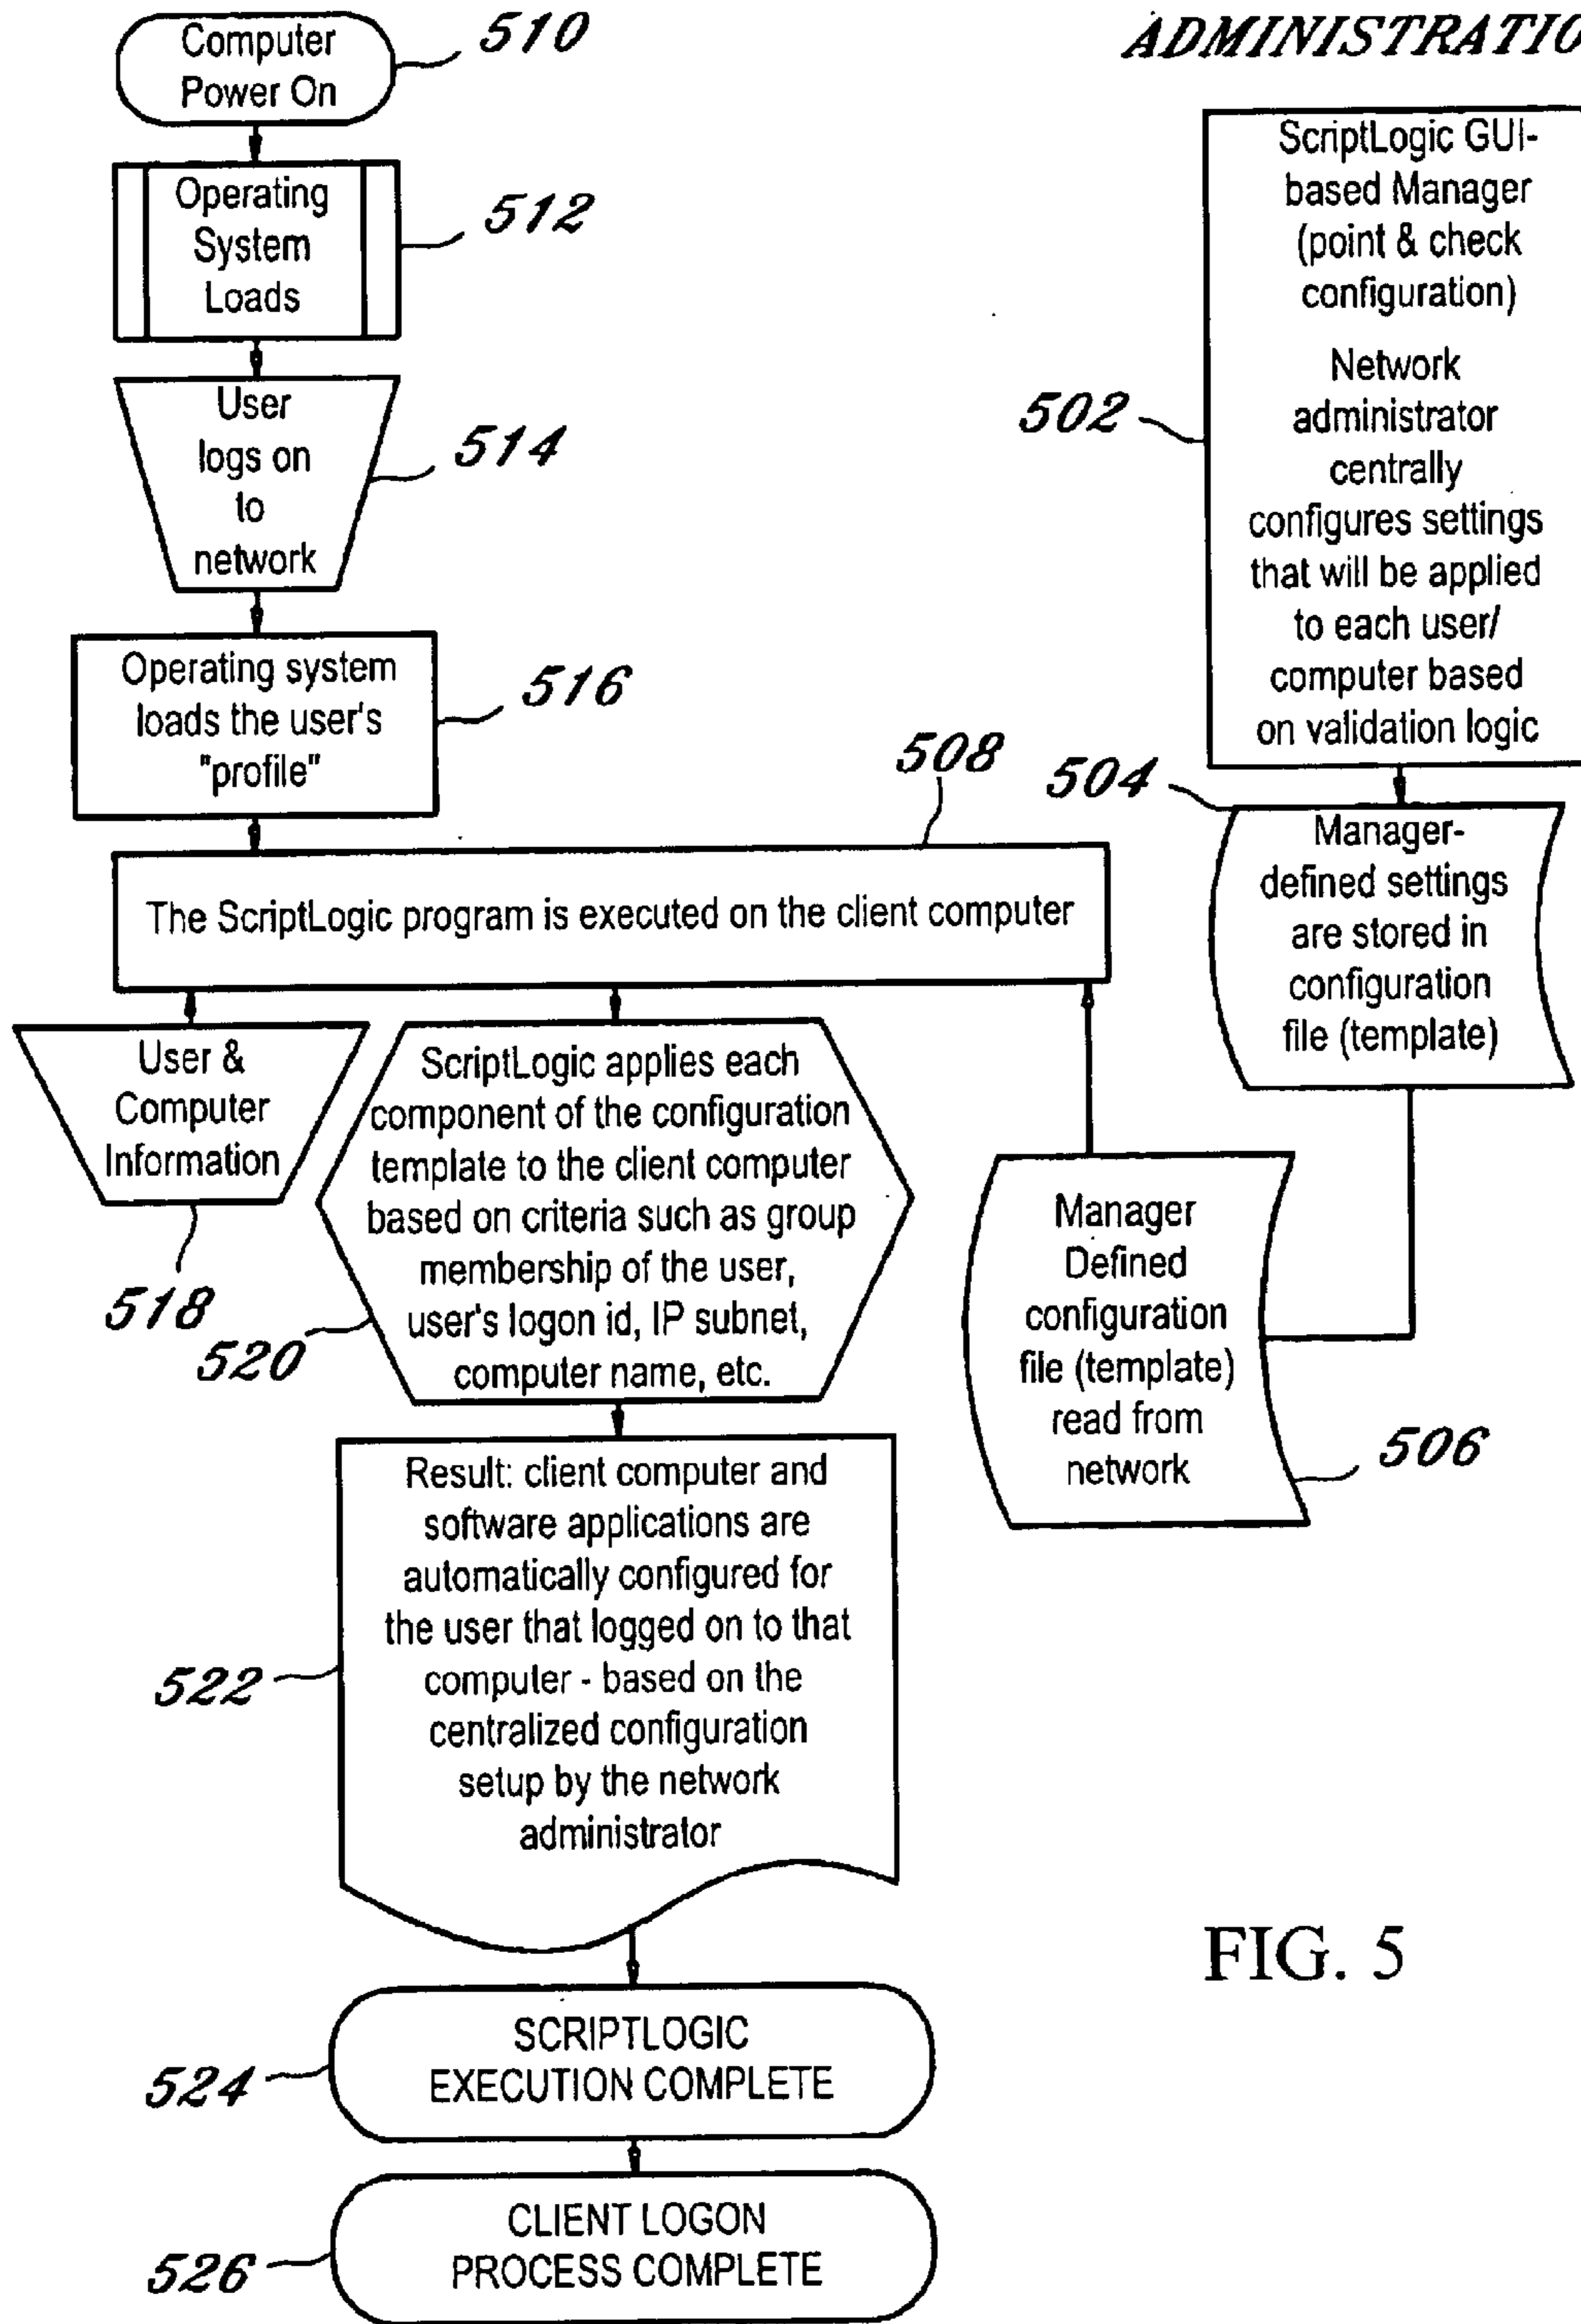 Computer
Power On
510
Operating
System
Loads
512
User
logs on
to
network
514
Operating system
loads the user's
"profile"
516
508
The ScriptLogic program is executed on the client computer
User &
Computer
Information
518
ScriptLogic applies each
component of the configuration
template to the client computer
based on criteria such as group
membership of the user,
user's logon id, IP subnet,
computer name, etc.
520
Result: client computer and
software applications are
automatically configured for
the user that logged on to that
computer - based on the
centralized configuration
setup by the network
administrator
522
SCRIPTLOGIC
EXECUTION COMPLETE
524
CLIENT LOGON
PROCESS COMPLETE
526
ADMINISTRATIO
ScriptLogic GUI-
based Manager
(point & check
configuration)
Network
administrator
centrally
configures settings
that will be applied
to each user/
computer based
on validation logic
502
504
Manager-
defined settings
are stored in
configuration
file (template)
Manager
Defined
configuration
file (template)
read from
network
506
FIG. 5